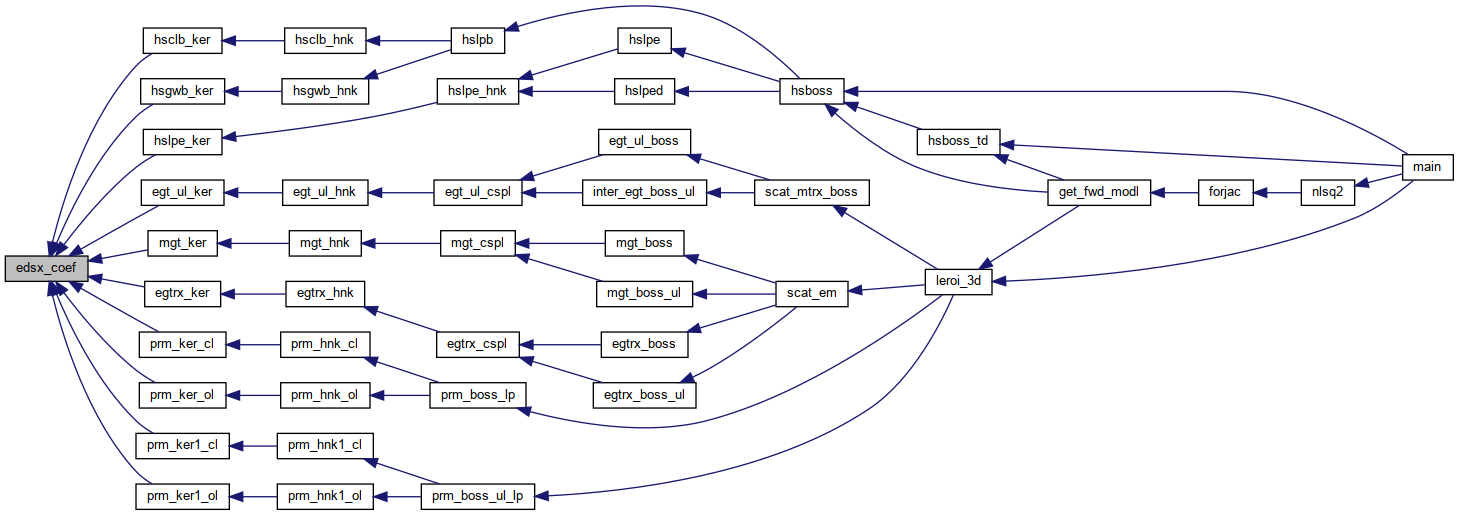 edsx_coef
hsclb_ker
hsclb_hnk
hslpb
hsgwb_ker
hsgwb_hnk
hslpe_ker
hslpe_hnk
hslpe
hslped
hsboss
hsboss_td
egt_ul_ker
egt_ul_hnk
egt_ul_cspl
egt_ul_boss
inter_egt_boss_ul
scat_mtrx_boss
get_fwd_modl
forjac
nlsq2
main
mgt_ker
mgt_hnk
mgt_cspl
mgt_boss
mgt_boss_ul
scat_em
leroi_3d
egtrx_ker
egtrx_hnk
egtrx_cspl
egtrx_boss
egtrx_boss_ul
prm_ker_cl
prm_hnk_cl
prm_ker_ol
prm_hnk_ol
prm_boss_lp
prm_ker1_cl
prm_hnk1_cl
prm_ker1_ol
prm_hnk1_ol
prm_boss_ul_lp